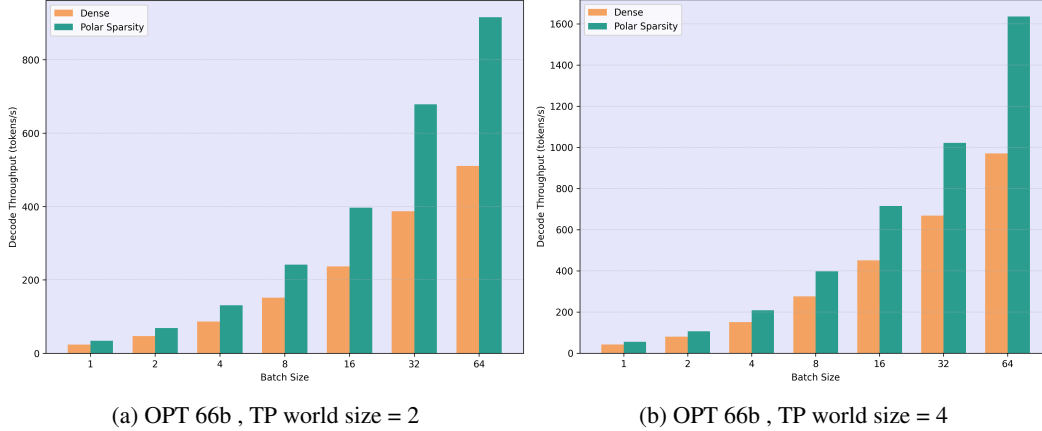 Dense
Polar Sparsity
Decode Throughput (tokens/s)
800
600
400
200
0
1 2 4 8 16 32 64
Batch Size
(a) OPT 66b , TP world size = 2
Dense
Polar Sparsity
Decode Throughput (tokens/s)
1600
1400
1200
1000
800
600
400
200
0
1 2 4 8 16 32 64
Batch Size
(b) OPT 66b , TP world size = 4